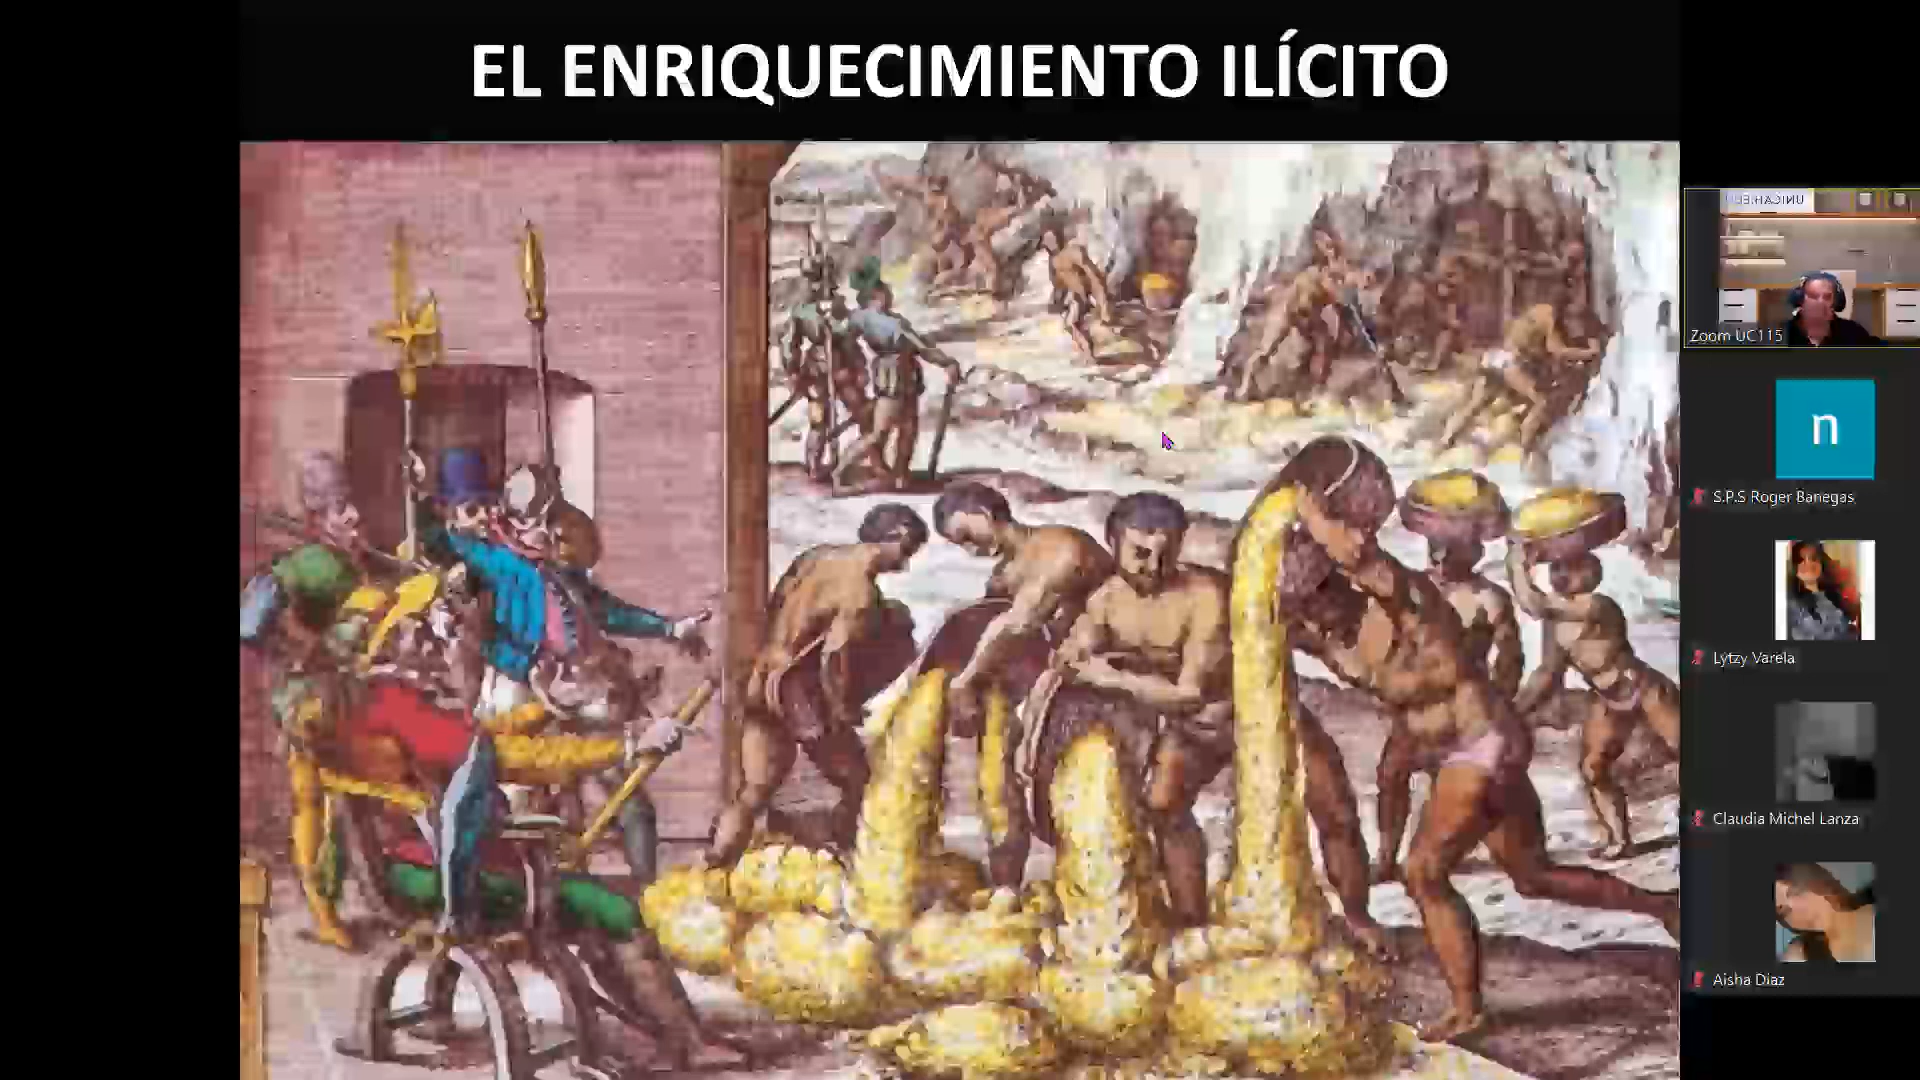 EL ENRIQUECIMIENTO ILÍCITO
Zoom UC115
n
S.P.S Roger Banegas
Lytzy Varela
Claudia Michel Lanza
Aisha Diaz